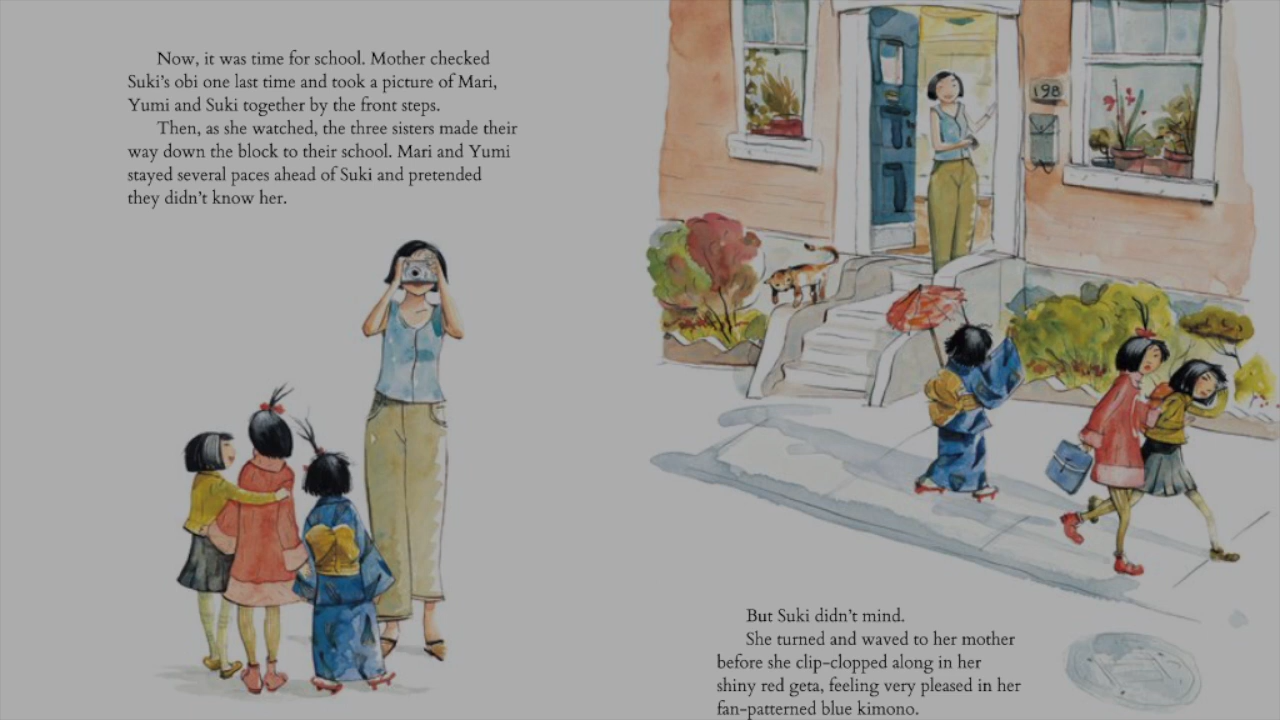 Now, it was time for school. Mother checked
Suki's obi one last time and took a picture of Mari,
Yumi and Suki together by the front steps.
Then, as she watched, the three sisters made their
way down the block to their school. Mari and Yumi
stayed several paces ahead of Suki and pretended
they didn't know her.
198
But Suki didn't mind.
She turned and waved to her mother
before she clip-clopped along in her
shiny red geta, feeling very pleased in her
fan-patterned blue kimono.